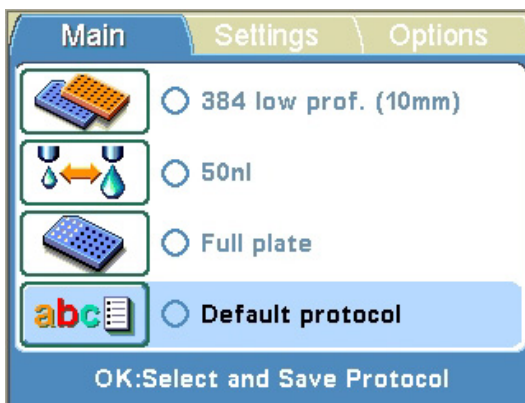 Main Settings Options
384 low prof. (10mm)
50nl
Full plate
abc Default protocol
OK:Select and Save Protocol